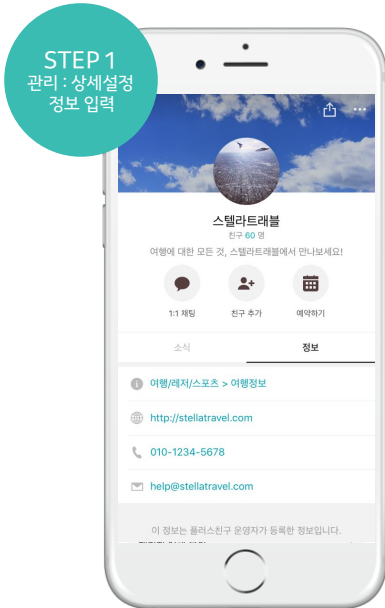 STEP 1
관리 : 상세설정
정보 입력
스텔라트래블
친구 60 명
여행에 대한 모든 것, 스텔라트래블에서 만나보세요!
1:1 채팅
친구 추가
예약하기
소식
정보
여행/레저/스포츠 > 여행정보
http://stellatravel.com
010-1234-5678
help@stellatravel.com
이 정보는 플러스친구 운영자가 등록한 정보입니다.